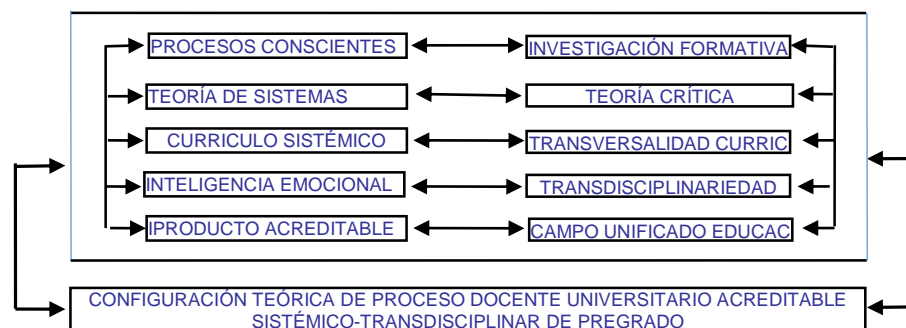 PROCESOS CONSCIENTES
INVESTIGACIÓN FORMATIVA
TEORÍA DE SISTEMAS
TEORÍA CRÍTICA
CURRICULO SISTÉMICO
TRANSVERSALIDAD CURRIC
INTELIGENCIA EMOCIONAL
TRANSDISCIPLINARIEDAD
IPRODUCTO ACREDITABLE
CAMPO UNIFICADO EDUCAC
CONFIGURACIÓN TEÓRICA DE PROCESO DOCENTE UNIVERSITARIO ACREDITABLE
SISTÉMICO-TRANSDISCIPLINAR DE PREGRADO